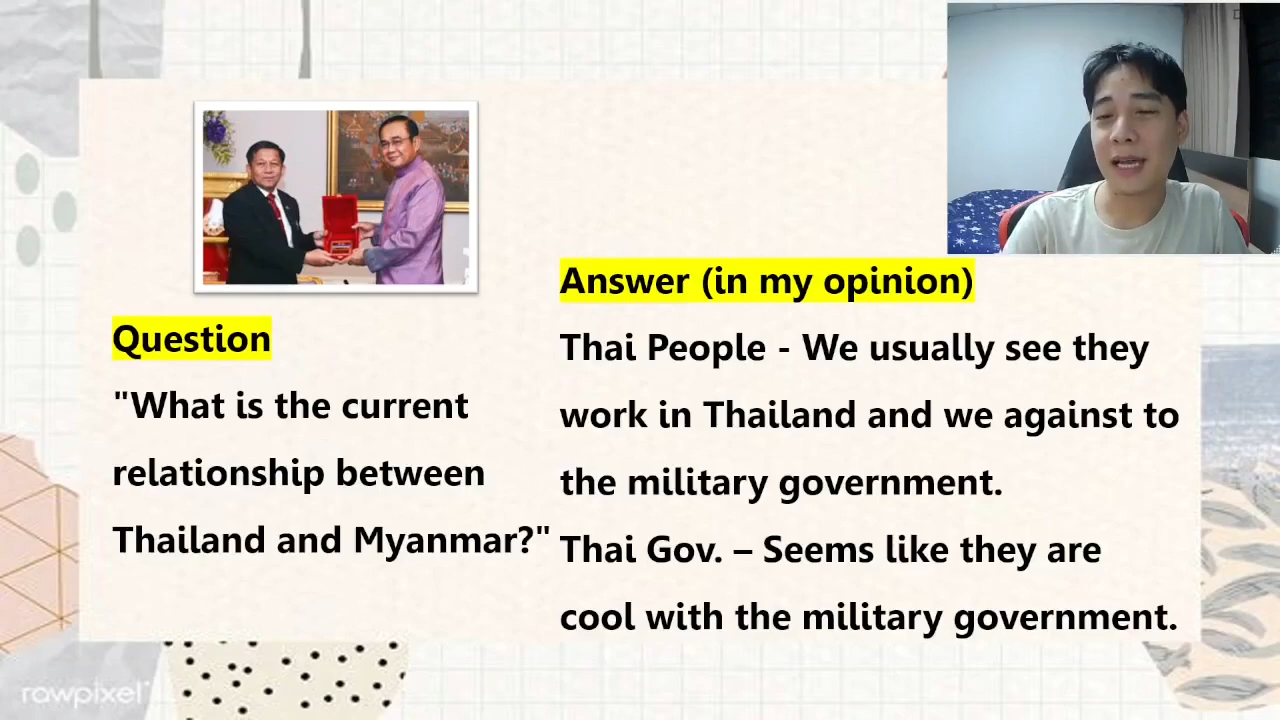 Question
"What is the current
relationship between
Thailand and Myanmar?"
Answer (in my opinion)
Thai People - We usually see they
work in Thailand and we against to
the military government.
Thai Gov. – Seems like they are
cool with the military government.
rawpixel